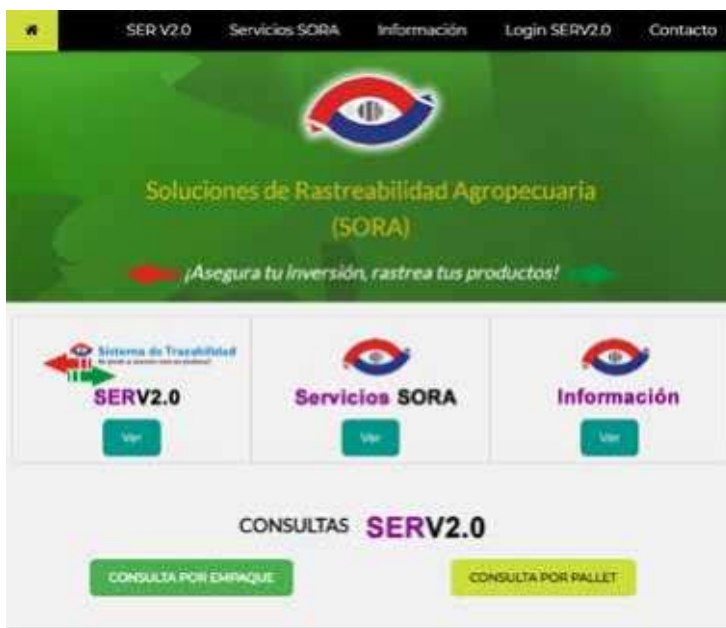 SER V2.0 Servicios SORA Información Login SERV2.0 Contacto
Soluciones de Rastreabilidad Agropecuaria
(SORA)
¡Asegura tu inversión, rastrea tus productos!
Sistema de Trazabilidad
SERV2.0 Servicios SORA Información
Ver Ver Ver
CONSULTAS SERV2.0
CONSULTA POR EMPAQUE CONSULTA POR PALLET